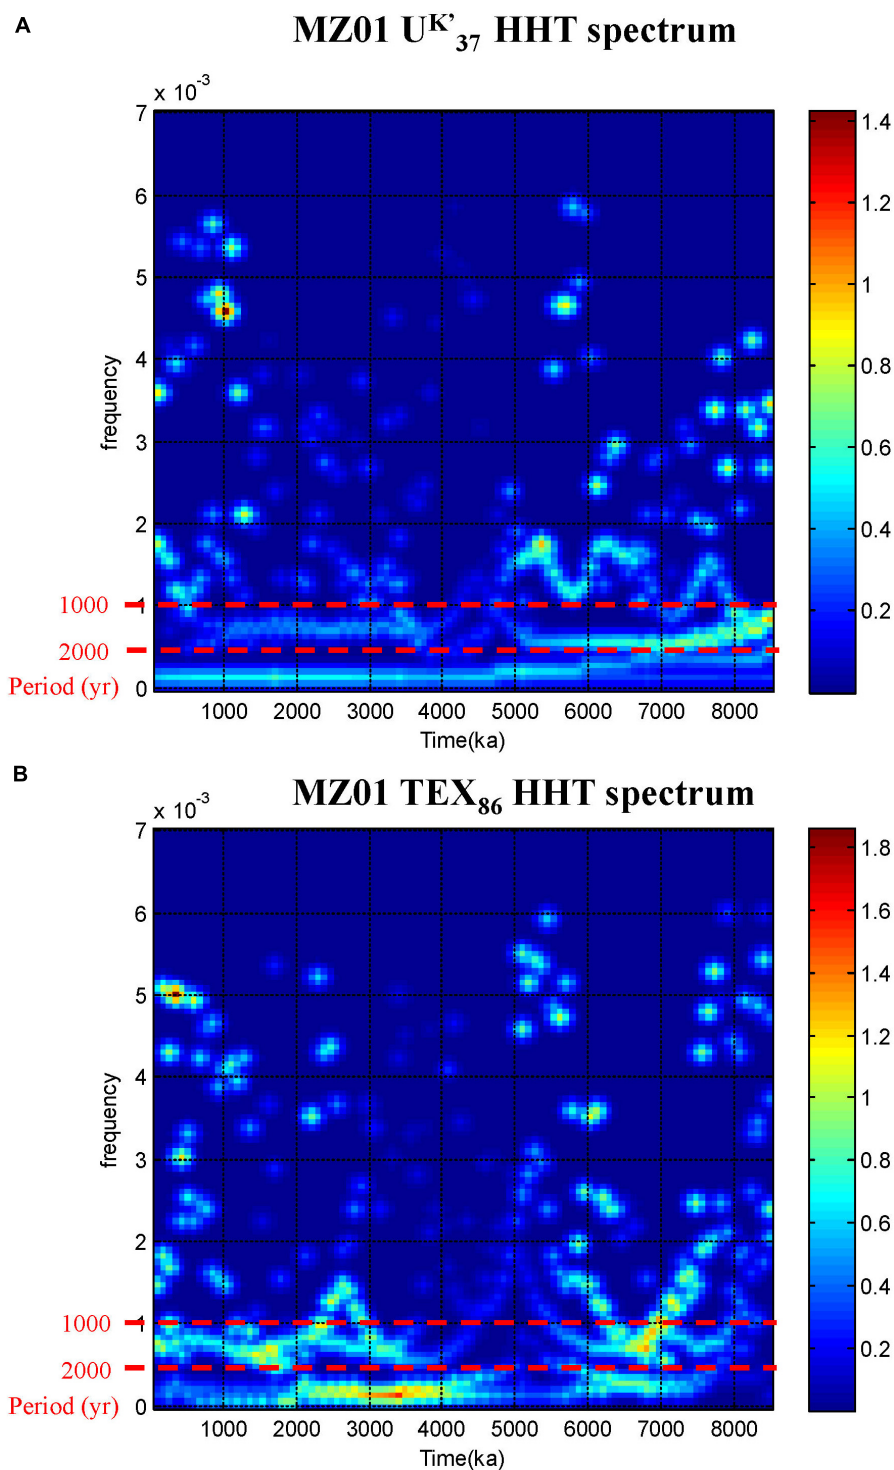 A
MZ01 U^K'_37 HHT spectrum
x 10^-3
7
6
5
4
3
2
1
0
frequency
1000
2000
Period (yr)
1000 2000 3000 4000 5000 6000 7000 8000
Time(ka)
1.4
1.2
1
0.8
0.6
0.4
0.2
B
MZ01 TEX_86 HHT spectrum
x 10^-3
7
6
5
4
3
2
1
0
frequency
1000
2000
Period (yr)
1000 2000 3000 4000 5000 6000 7000 8000
Time(ka)
1.8
1.6
1.4
1.2
1
0.8
0.6
0.4
0.2